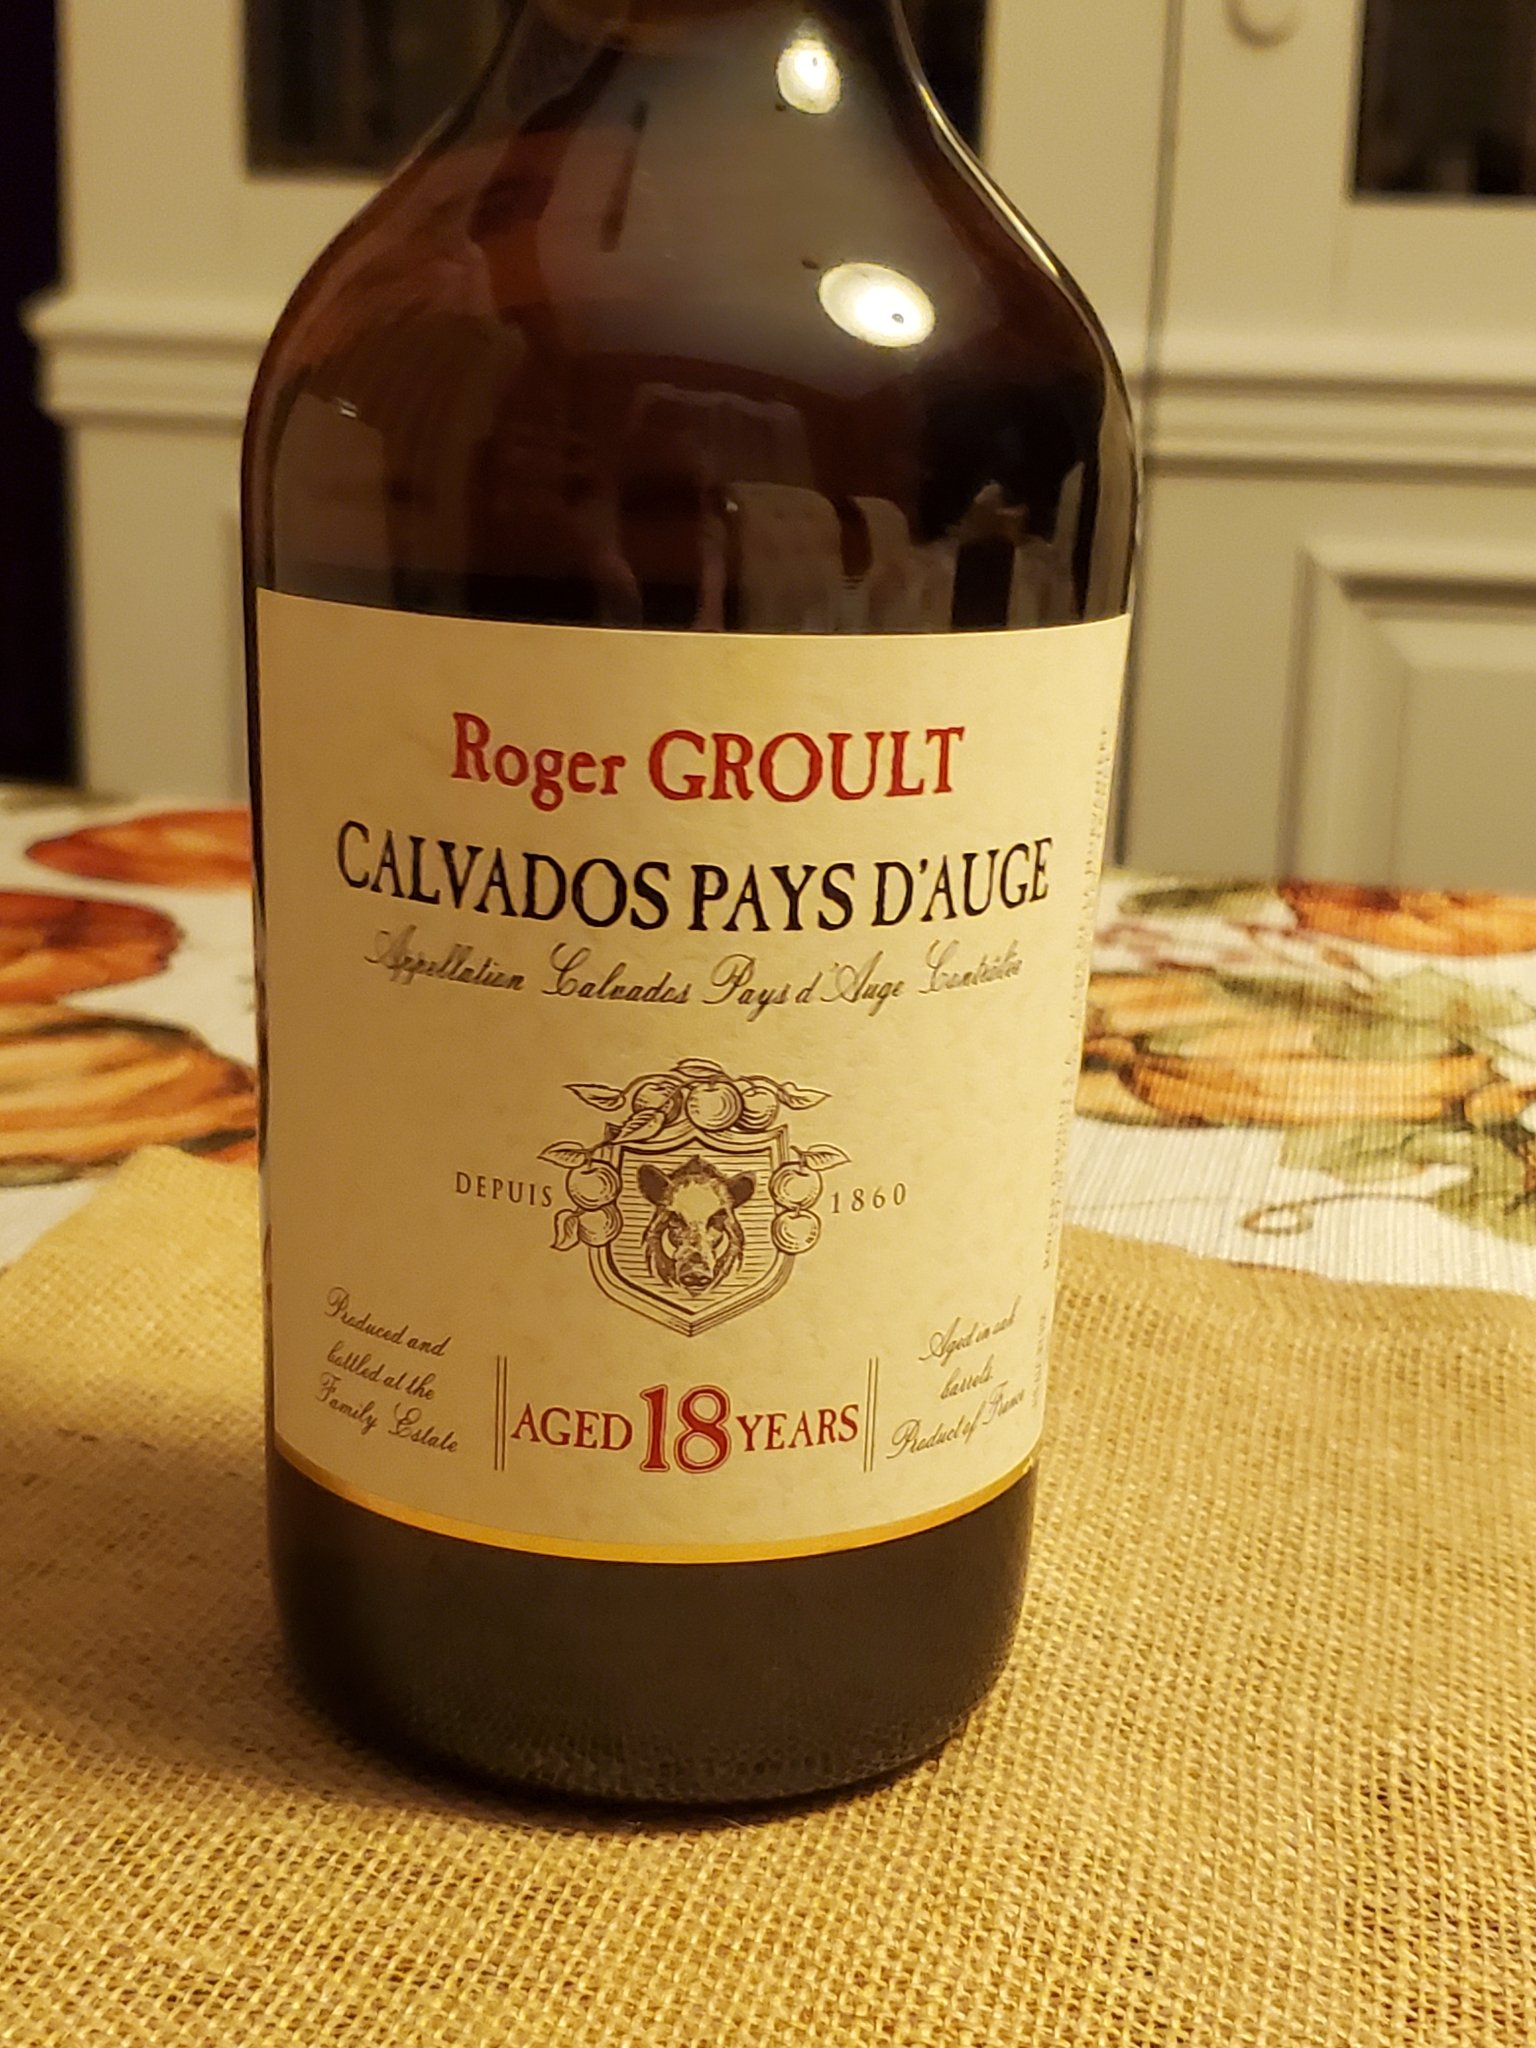 Roger GROULT
CALVADOS PAYS D'AUGE
Appellation Calvados Pays d'Auge Contrôlée
DEPUIS 1860
Produced and
bottled at the
Family Estate
AGED 18 YEARS
Aged in oak
barrels.
Product of France